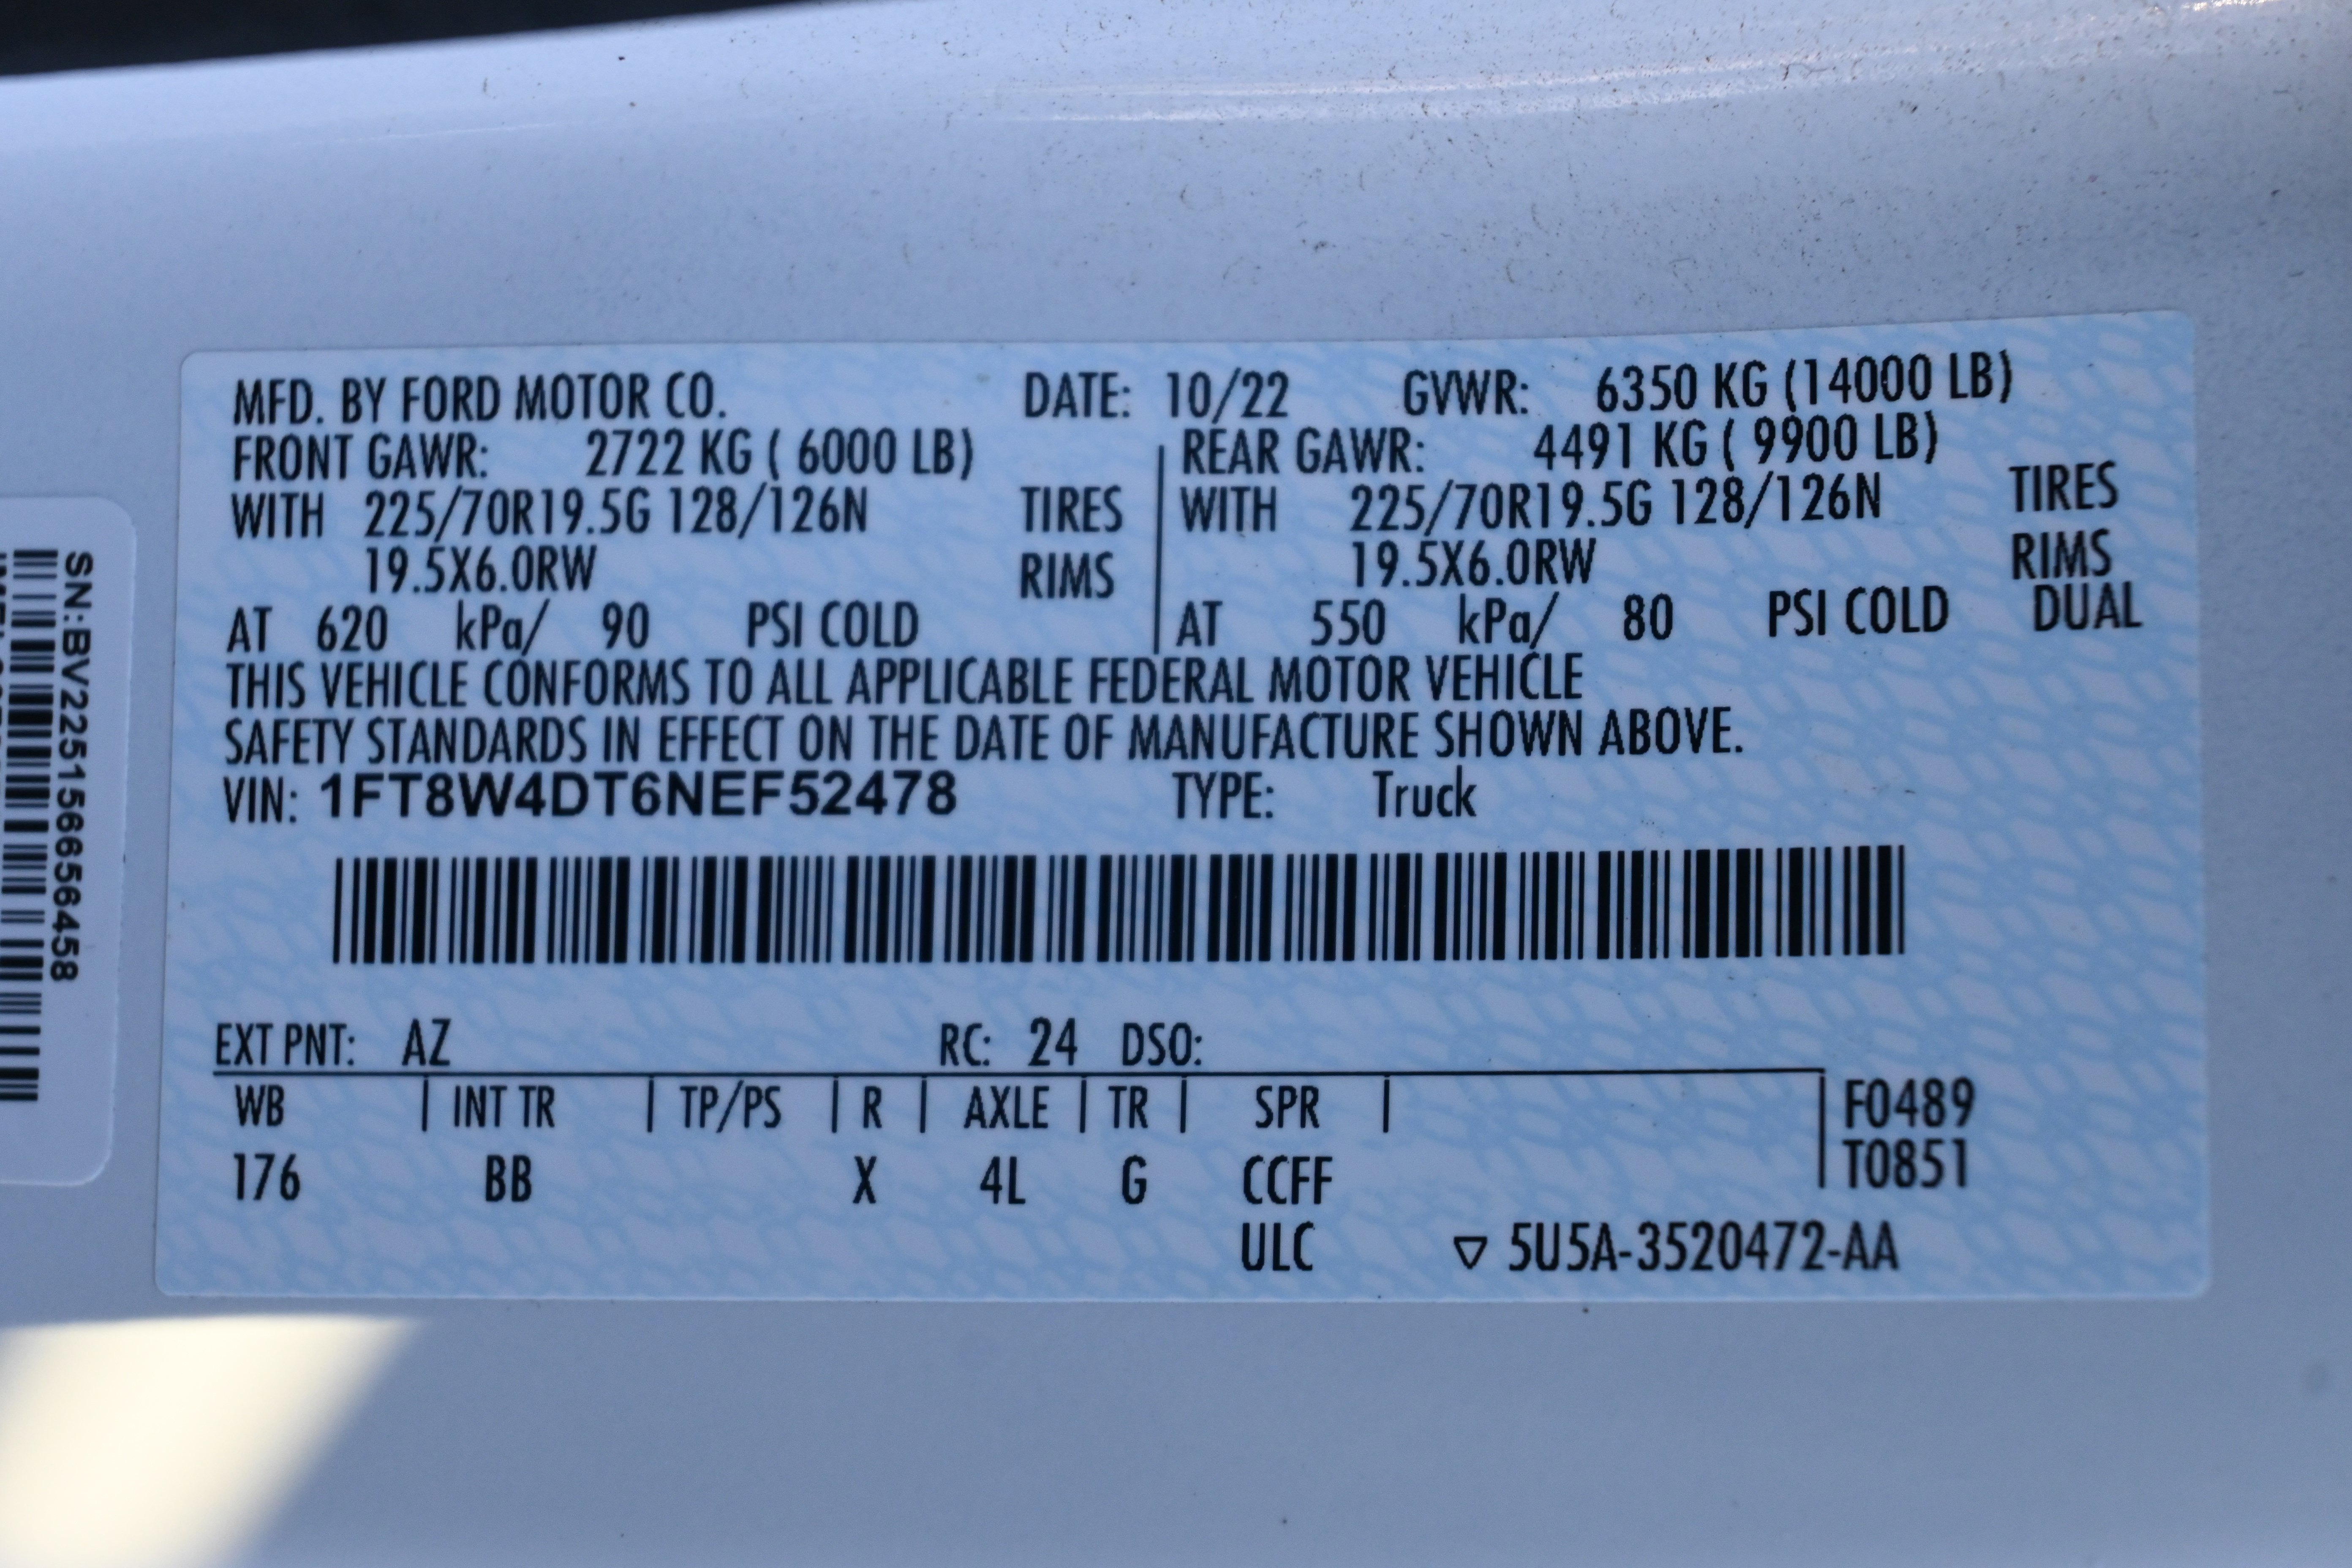 MFD. BY FORD MOTOR CO. DATE: 10/22 GVWR: 6350 KG (14000 LB)
FRONT GAWR: 2722 KG ( 6000 LB) REAR GAWR: 4491 KG ( 9900 LB)
WITH 225/70R19.5G 128/126N TIRES WITH 225/70R19.5G 128/126N TIRES
19.5X6.0RW RIMS 19.5X6.0RW RIMS
AT 620 kPa/ 90 PSI COLD AT 550 kPa/ 80 PSI COLD DUAL
THIS VEHICLE CONFORMS TO ALL APPLICABLE FEDERAL MOTOR VEHICLE
SAFETY STANDARDS IN EFFECT ON THE DATE OF MANUFACTURE SHOWN ABOVE.
VIN: 1FT8W4DT6NEF52478 TYPE: Truck
EXT PNT: AZ RC: 24 DSO:
WB | INT TR | TP/PS | R | AXLE | TR | SPR | F0489
T0851
176 BB X 4L G CCFF
ULC ▽ 5U5A-3520472-AA
SN:BV22515665645​8